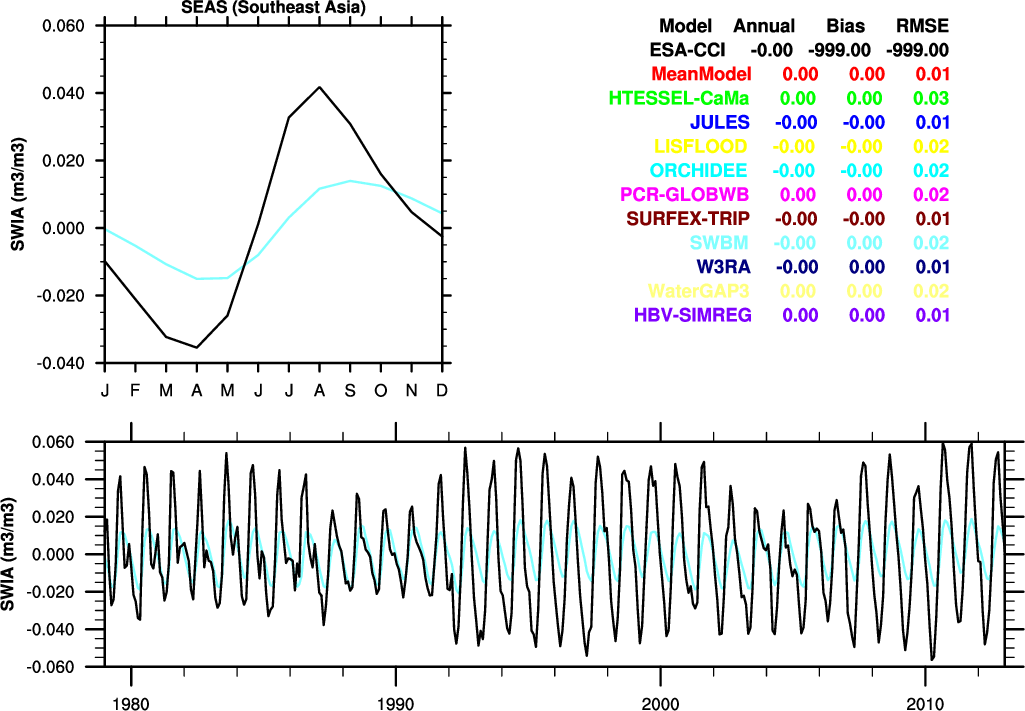 SEAS (Southeast Asia)
0.060
0.040
0.020
0.000
-0.020
-0.040
SWIA (m3/m3)
J F M A M J J A S O N D
Model Annual Bias RMSE
ESA-CCI -0.00 -999.00 -999.00
MeanModel 0.00 0.00 0.01
HTESSEL-CaMa 0.00 0.00 0.03
JULES -0.00 -0.00 0.01
LISFLOOD -0.00 -0.00 0.02
ORCHIDEE -0.00 -0.00 0.02
PCR-GLOBWB 0.00 0.00 0.02
SURFEX-TRIP -0.00 -0.00 0.01
SWBM -0.00 0.00 0.02
W3RA -0.00 0.00 0.01
WaterGAP3 0.00 0.00 0.02
HBV-SIMREG 0.00 0.00 0.01
0.060
0.040
0.020
0.000
-0.020
-0.040
-0.060
SWIA (m3/m3)
1980 1990 2000 2010